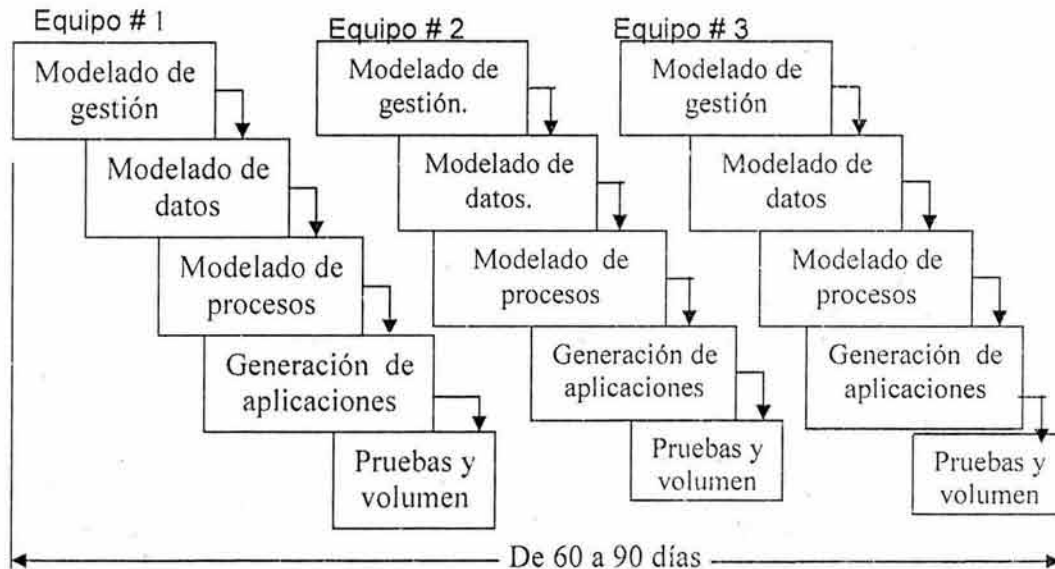 Equipo # 1
Modelado de
gestión
Modelado de
datos
Modelado de
procesos
Generación de
aplicaciones
Pruebas y
volumen
Equipo # 2
Modelado de
gestión.
Modelado de
datos.
Modelado de
procesos
Generación de
aplicaciones
Pruebas y
volumen
Equipo # 3
Modelado de
gestión
Modelado de
datos
Modelado de
procesos
Generación de
aplicaciones
Pruebas y
volumen
De 60 a 90 días